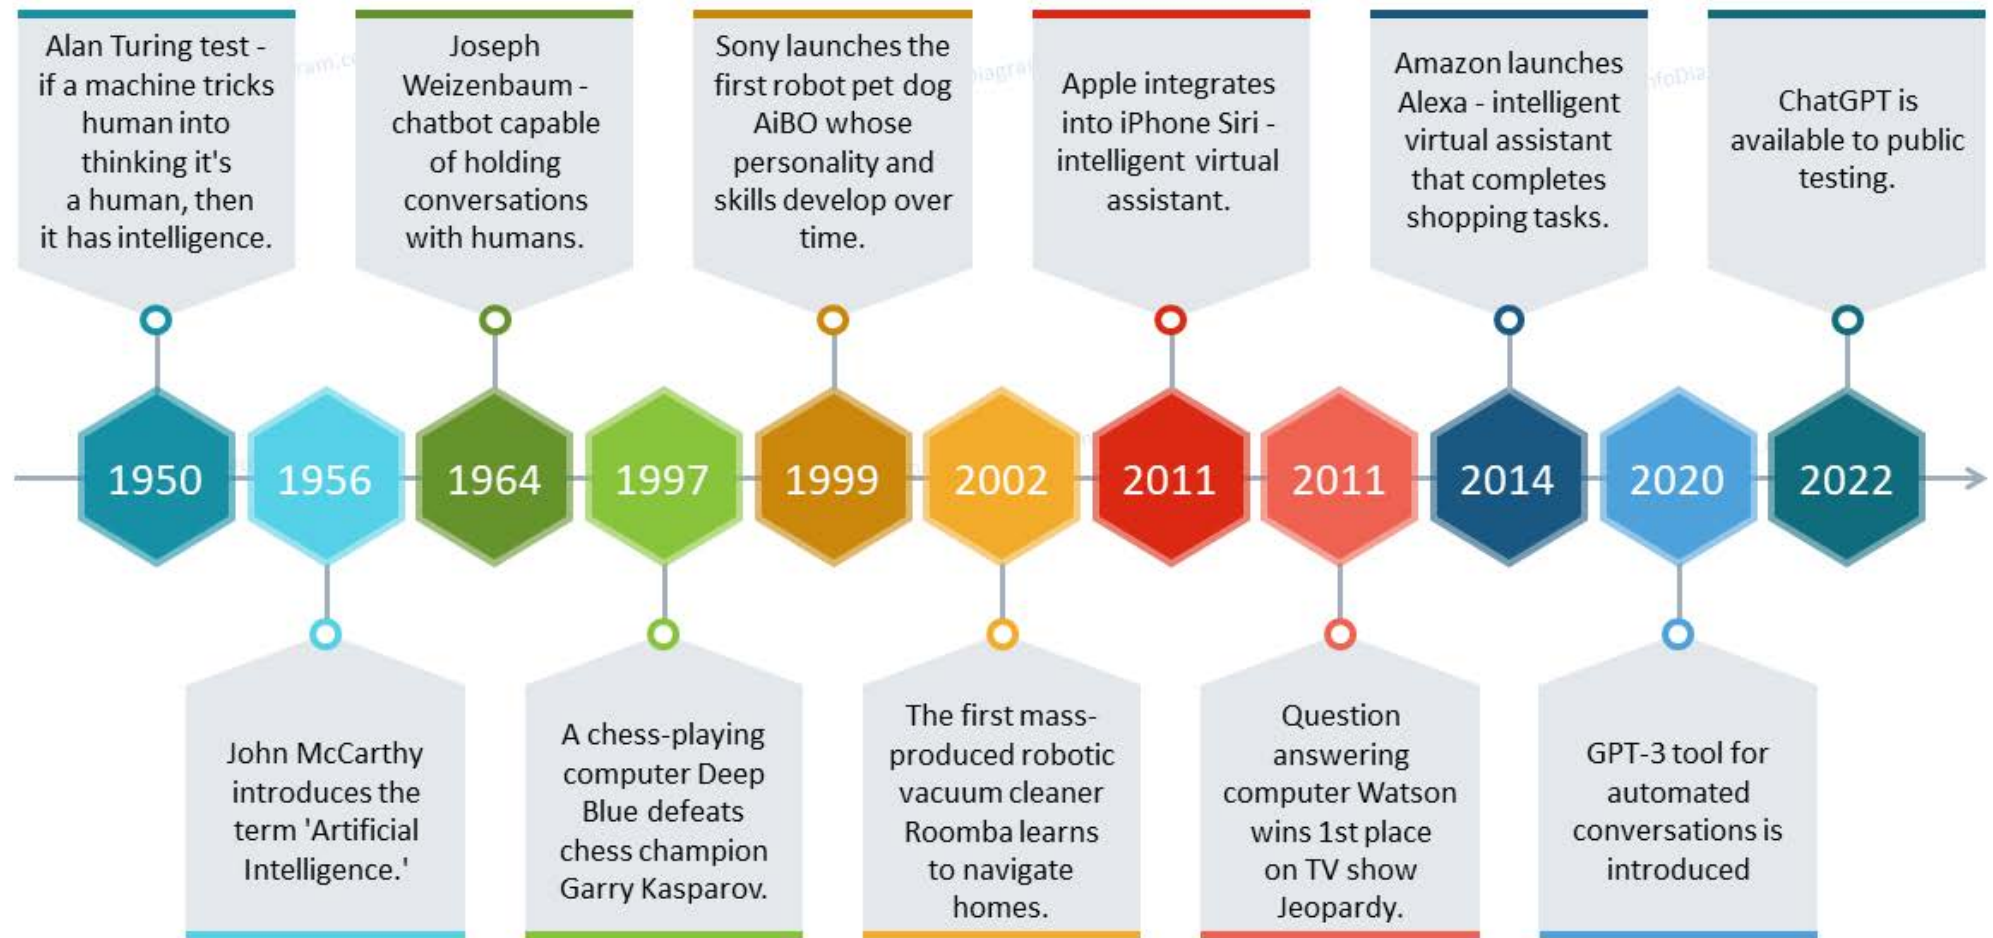 Alan Turing test -
if a machine tricks
human into
thinking it's
a human, then
it has intelligence.
Joseph
Weizenbaum -
chatbot capable
of holding
conversations
with humans.
Sony launches the
first robot pet dog
AiBO whose
personality and
skills develop over
time.
Apple integrates
into iPhone Siri -
intelligent virtual
assistant.
Amazon launches
Alexa - intelligent
virtual assistant
that completes
shopping tasks.
ChatGPT is
available to public
testing.
1950
1956
1964
1997
1999
2002
2011
2011
2014
2020
2022
John McCarthy
introduces the
term 'Artificial
Intelligence.'
A chess-playing
computer Deep
Blue defeats
chess champion
Garry Kasparov.
The first mass-
produced robotic
vacuum cleaner
Roomba learns
to navigate
homes.
Question
answering
computer Watson
wins 1st place
on TV show
Jeopardy.
GPT-3 tool for
automated
conversations is
introduced